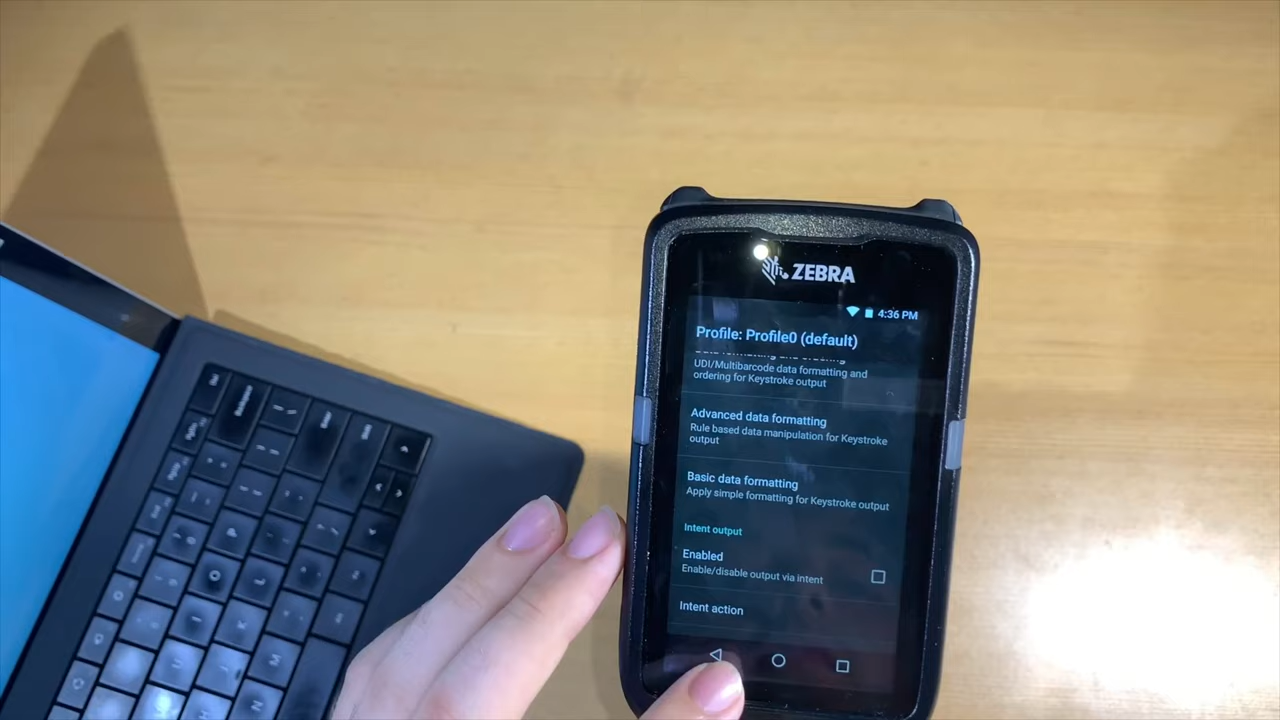 ZEBRA
4:36 PM
Profile: Profile0 (default)
UDI/Multibarcode data formatting and
ordering for Keystroke output
Advanced data formatting
Rule based data manipulation for Keystroke
output
Basic data formatting
Apply simple formatting for Keystroke output
Intent output
Enabled
Enable/disable output via intent
Intent action